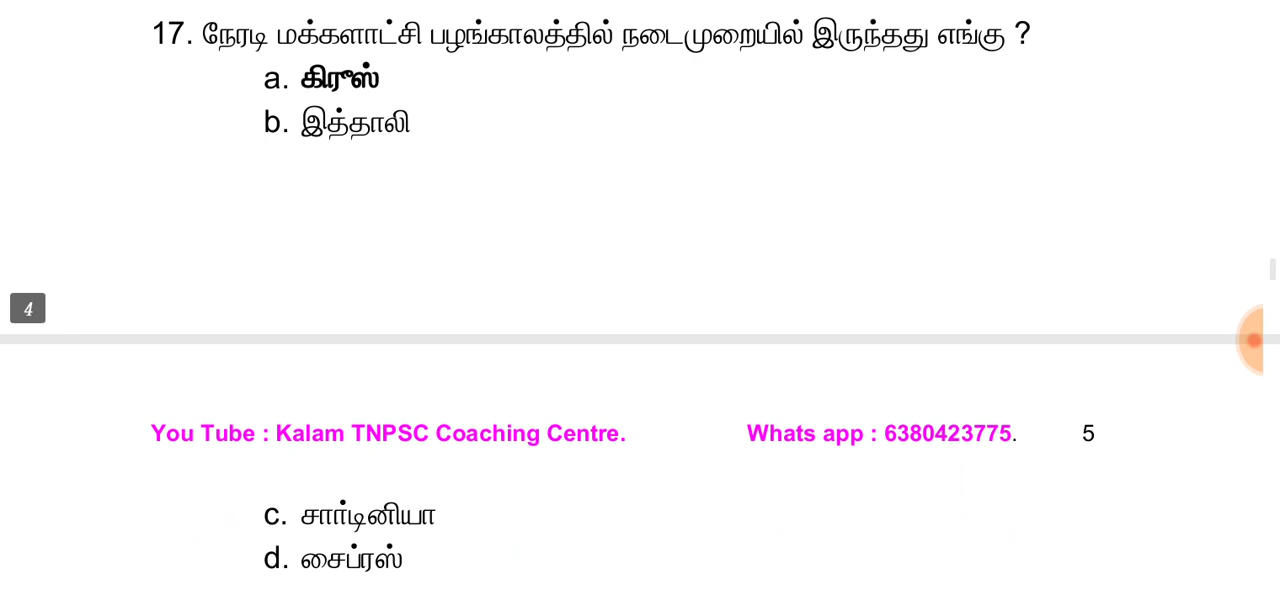 17. நேரடி மக்களாட்சி பழங்காலத்தில் நடைமுறையில் இருந்தது எங்கு ?
a. கிரூஸ்
b. இத்தாலி
4
You Tube : Kalam TNPSC Coaching Centre. Whats app : 6380423775. 5
c. சார்டினியா
d. சைப்ரஸ்